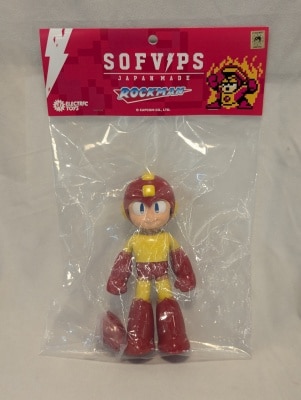 SOFVIPS
JAPAN MADE
ROCKMAN
ELECTRIC
TOYS
© CAPCOM CO., LTD.